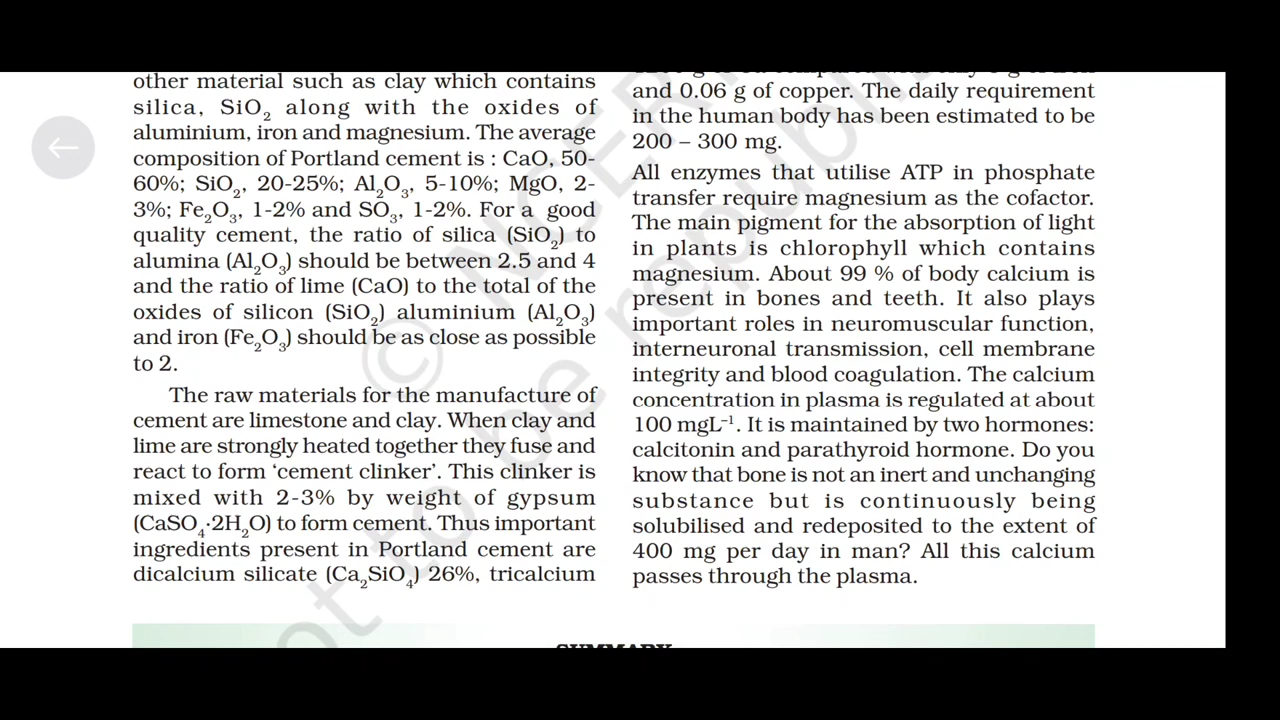 other material such as clay which contains
silica, SiO₂ along with the oxides of
aluminium, iron and magnesium. The average
composition of Portland cement is : CaO, 50-
60%; SiO₂, 20-25%; Al₂O₃, 5-10%; MgO, 2-
3%; Fe₂O₃, 1-2% and SO₃, 1-2%. For a good
quality cement, the ratio of silica (SiO₂) to
alumina (Al₂O₃) should be between 2.5 and 4
and the ratio of lime (CaO) to the total of the
oxides of silicon (SiO₂) aluminium (Al₂O₃)
and iron (Fe₂O₃) should be as close as possible
to 2.
The raw materials for the manufacture of
cement are limestone and clay. When clay and
lime are strongly heated together they fuse and
react to form ‘cement clinker’. This clinker is
mixed with 2-3% by weight of gypsum
(CaSO₄·2H₂O) to form cement. Thus important
ingredients present in Portland cement are
dicalcium silicate (Ca₂SiO₄) 26%, tricalcium
and 0.06 g of copper. The daily requirement
in the human body has been estimated to be
200 – 300 mg.
All enzymes that utilise ATP in phosphate
transfer require magnesium as the cofactor.
The main pigment for the absorption of light
in plants is chlorophyll which contains
magnesium. About 99 % of body calcium is
present in bones and teeth. It also plays
important roles in neuromuscular function,
interneuronal transmission, cell membrane
integrity and blood coagulation. The calcium
concentration in plasma is regulated at about
100 mgL⁻¹. It is maintained by two hormones:
calcitonin and parathyroid hormone. Do you
know that bone is not an inert and unchanging
substance but is continuously being
solubilised and redeposited to the extent of
400 mg per day in man? All this calcium
passes through the plasma.
SUMMARY
© NCERT
not to be republi